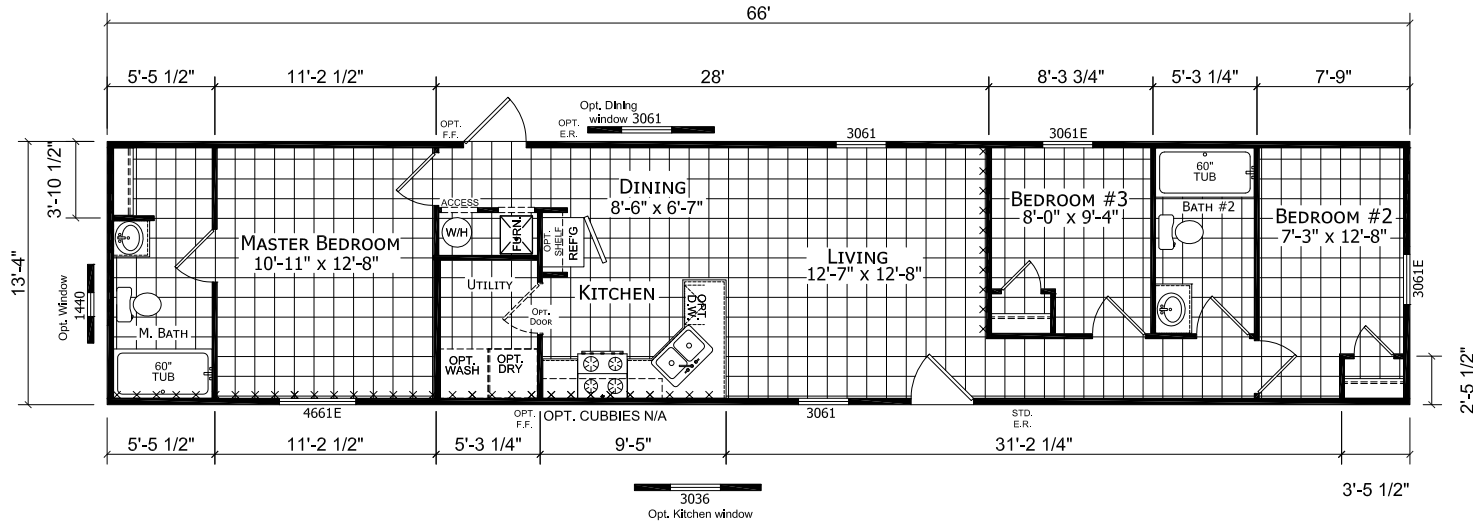 66'
5'-5 1/2"
11'-2 1/2"
28'
8'-3 3/4"
5'-3 1/4"
7'-9"
Opt. Dining
window 3061
OPT.
F.F.
OPT.
E.R.
3061
3061E
3'-10 1/2"
13'-4"
Opt. Window
1440
MASTER BEDROOM
10'-11" x 12'-8"
M. BATH
60"
TUB
ACCESS
W/H
FURN.
OPT.
SHELF
REF'G
UTILITY
OPT.
DOOR
OPT.
WASH
OPT.
DRY
DINING
8'-6" x 6'-7"
KITCHEN
OPT.
D.W.
LIVING
12'-7" x 12'-8"
BEDROOM #3
8'-0" x 9'-4"
60"
TUB
BATH #2
BEDROOM #2
7'-3" x 12'-8"
3061E
2'-5 1/2"
4661E
OPT.
F.F.
OPT. CUBBIES N/A
3061
STD.
E.R.
5'-5 1/2"
11'-2 1/2"
5'-3 1/4"
9'-5"
31'-2 1/4"
3'-5 1/2"
3036
Opt. Kitchen window